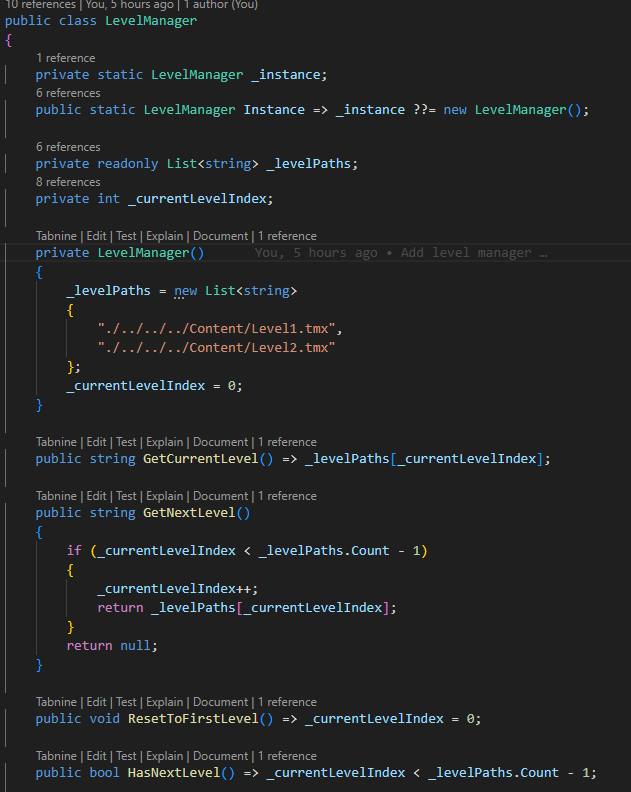 10 references | You, 5 hours ago | 1 author (You)
public class LevelManager
{
1 reference
private static LevelManager _instance;
6 references
public static LevelManager Instance => _instance ??= new LevelManager();
6 references
private readonly List<string> _levelPaths;
8 references
private int _currentLevelIndex;
Tabnine | Edit | Test | Explain | Document | 1 reference
private LevelManager() You, 5 hours ago • Add level manager …
{
_levelPaths = new List<string>
{
"./../../../Content/Level1.tmx",
"./../../../Content/Level2.tmx"
};
_currentLevelIndex = 0;
}
Tabnine | Edit | Test | Explain | Document | 1 reference
public string GetCurrentLevel() => _levelPaths[_currentLevelIndex];
Tabnine | Edit | Test | Explain | Document | 1 reference
public string GetNextLevel()
{
if (_currentLevelIndex < _levelPaths.Count - 1)
{
_currentLevelIndex++;
return _levelPaths[_currentLevelIndex];
}
return null;
}
Tabnine | Edit | Test | Explain | Document | 1 reference
public void ResetToFirstLevel() => _currentLevelIndex = 0;
Tabnine | Edit | Test | Explain | Document | 1 reference
public bool HasNextLevel() => _currentLevelIndex < _levelPaths.Count - 1;